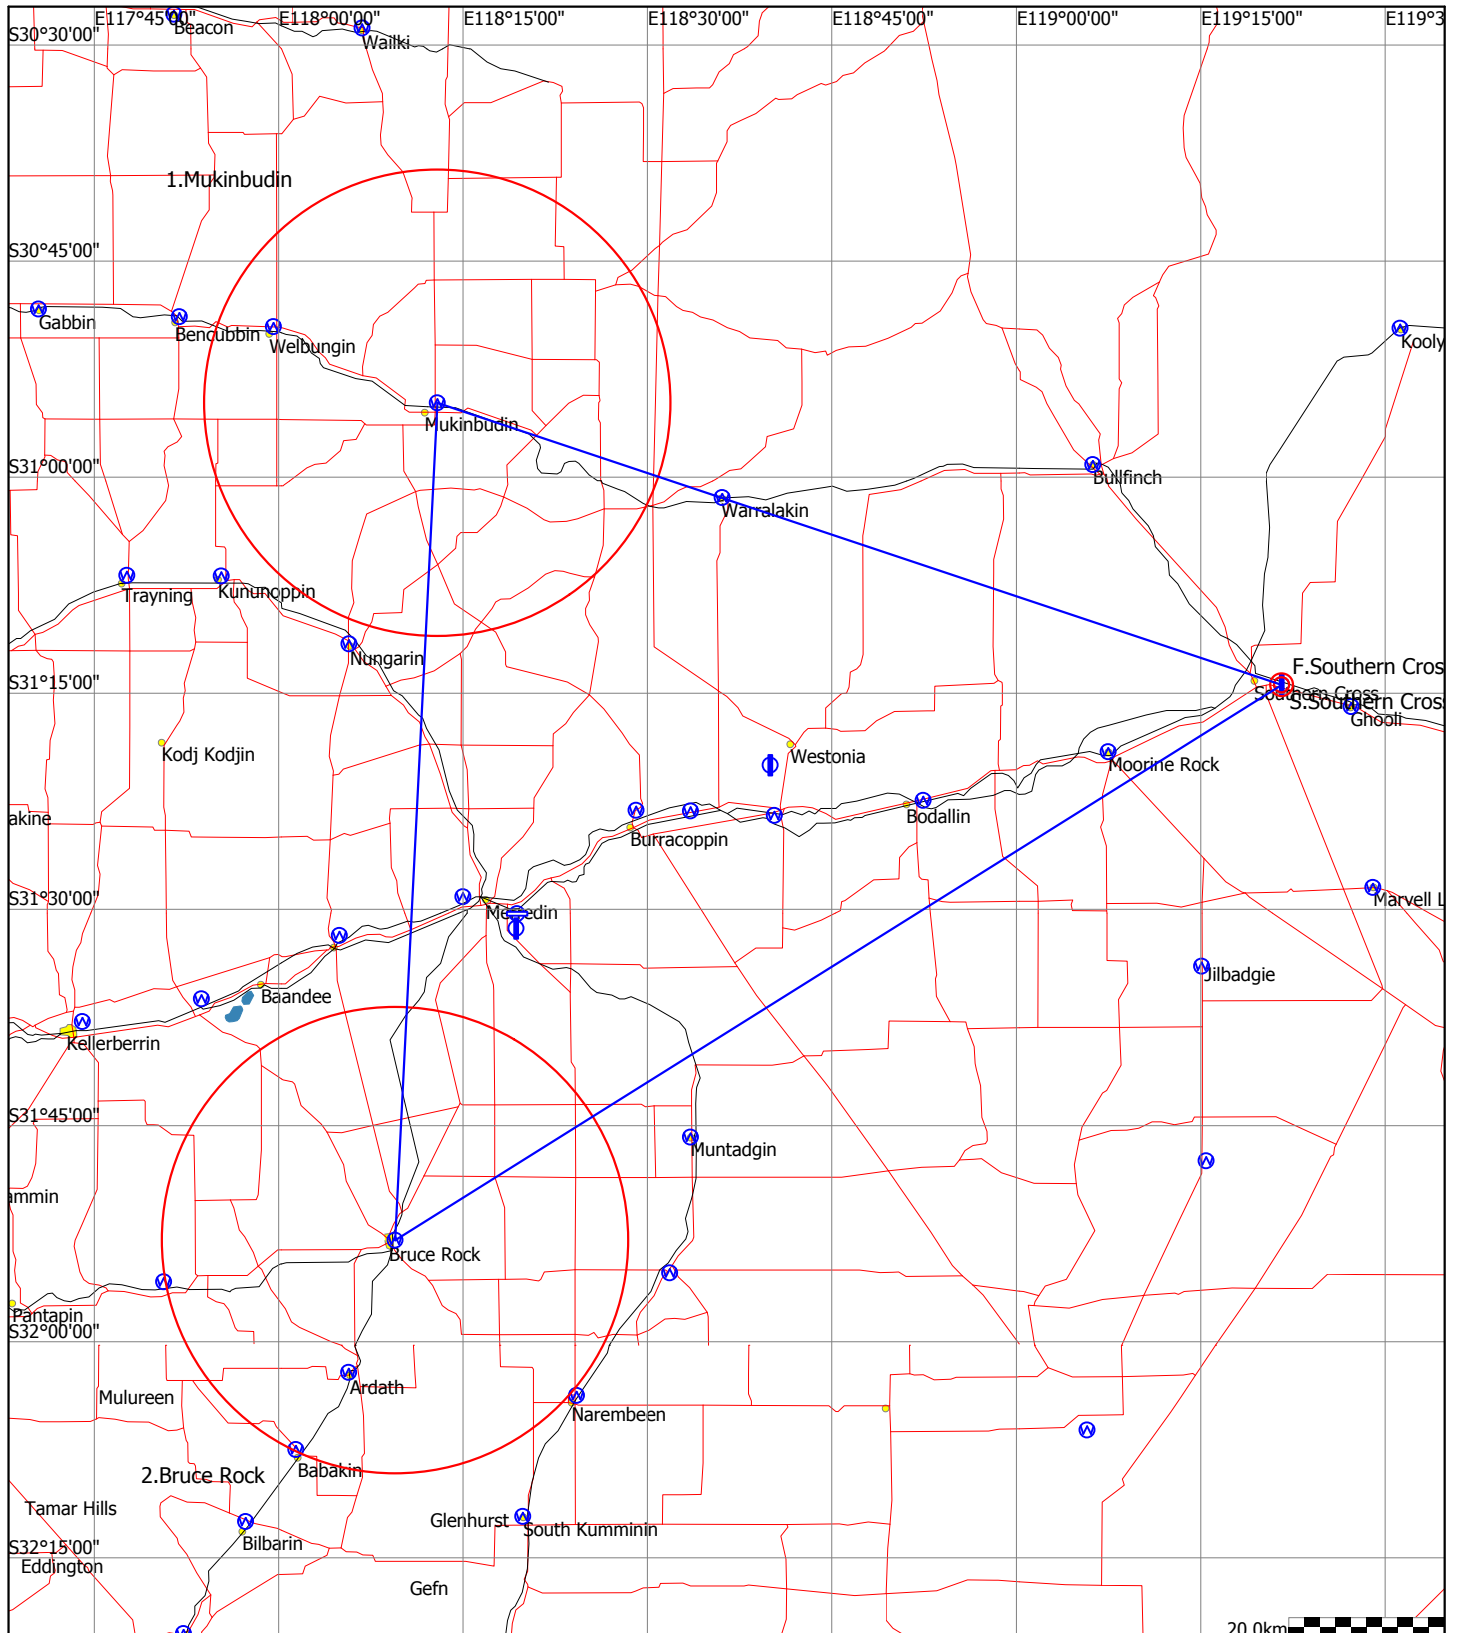 E117°45'00" E118°00'00" E118°15'00" E118°30'00" E118°45'00" E119°00'00" E119°15'00" E119°3
Beacon
Wailki
S30°30'00"
1.Mukinbudin
S30°45'00"
Gabbin
Bencubbin
Welbungin
Kooly
Mukinbudin
S31°00'00"
Bullfinch
Warralakin
Trayning
Kununoppin
Nungarin
F.Southern Cros
S31°15'00"
Southern Cross
S.Southern Cross
Ghooli
Kodj Kodjin
Westonia
Moorine Rock
akine
Bodallin
Burracoppin
S31°30'00"
Marvell L
Merredin
Jilbadgie
Baandee
Kellerberrin
S31°45'00"
Muntadgin
ammin
Bruce Rock
Pantapin
S32°00'00"
Ardath
Mulureen
Narembeen
Babakin
2.Bruce Rock
Tamar Hills
Glenhurst
South Kumminin
Bilbarin
S32°15'00"
Eddington
Gefn
20.0km